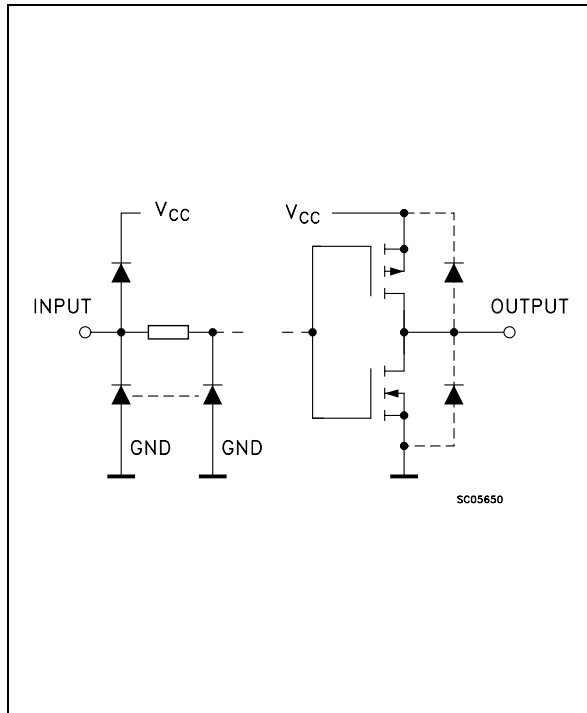 VCC
VCC
INPUT
OUTPUT
GND
GND
SC05650